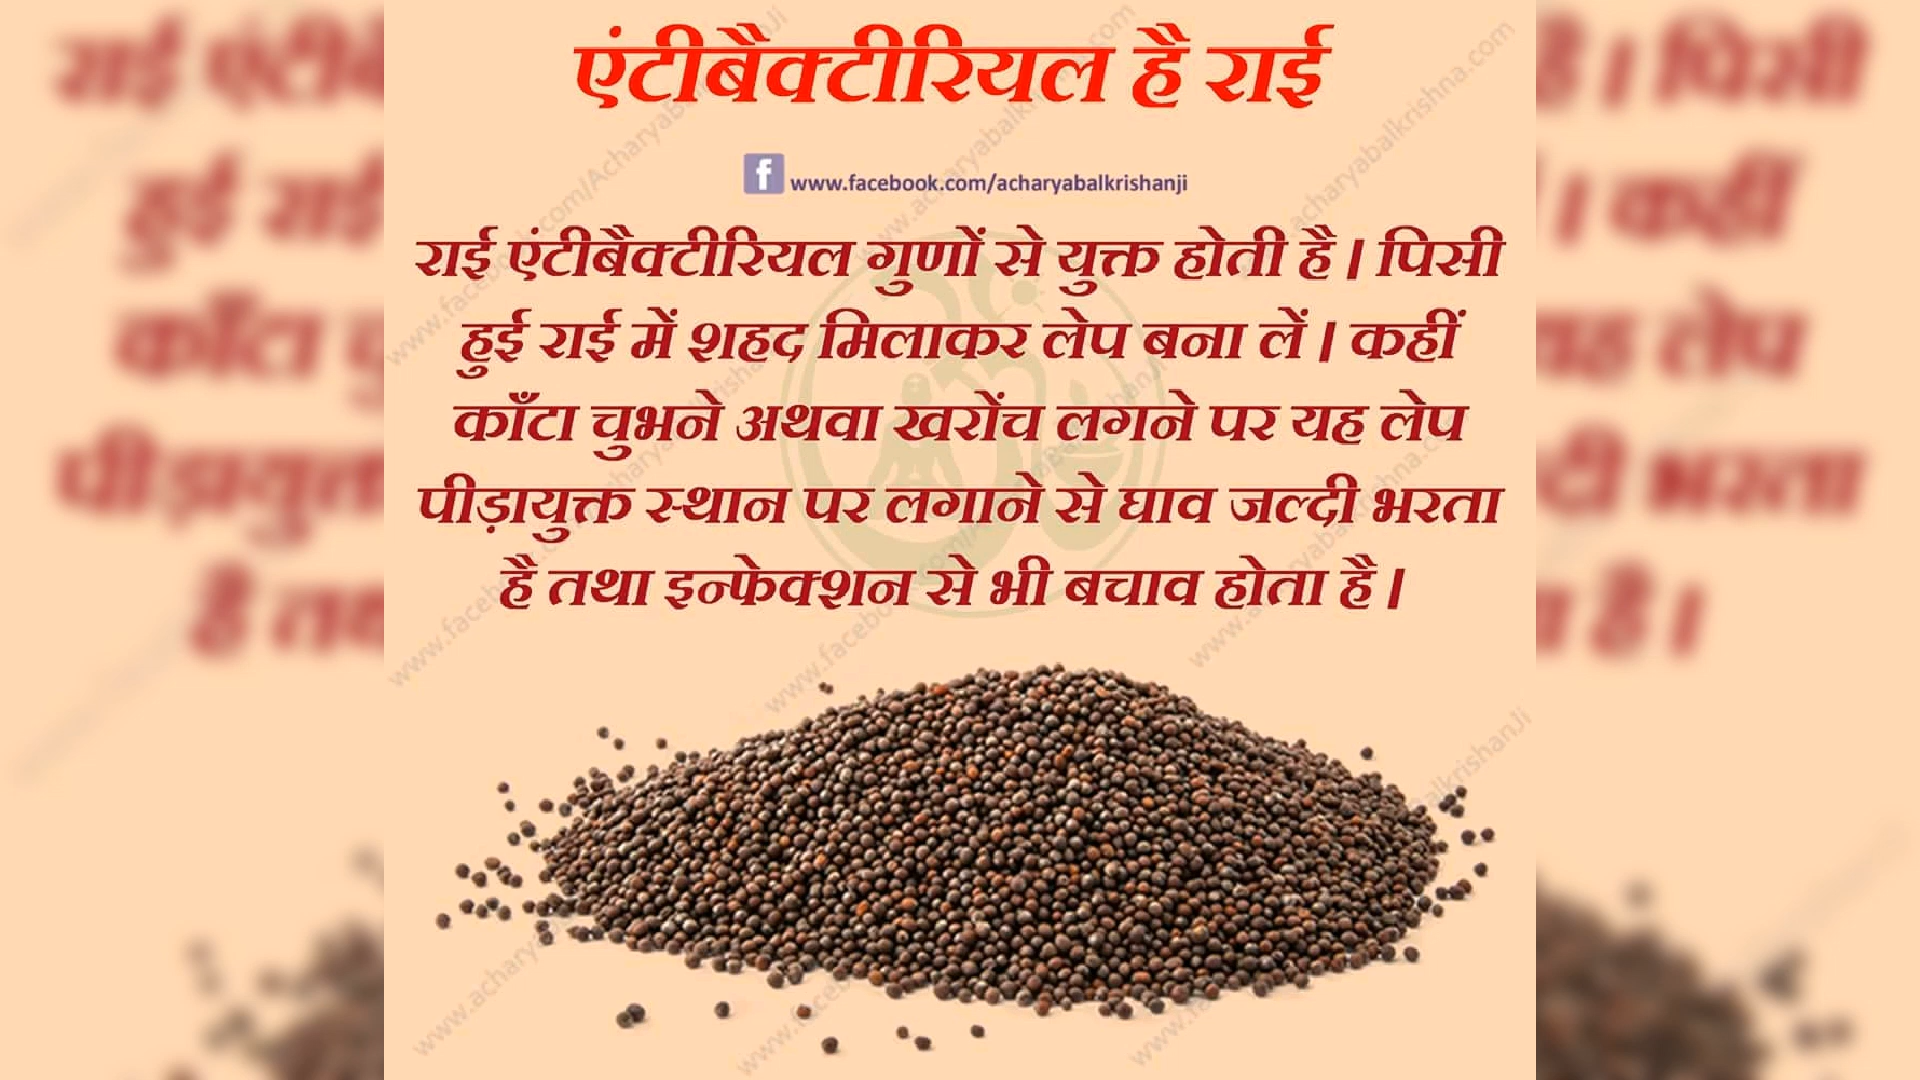 एंटीबैक्टीरियल है राई
f www.facebook.com/acharyabalkrishanji
राई एंटीबैक्टीरियल गुणों से युक्त होती है । पिसी
हुई राई में शहद मिलाकर लेप बना लें । कहीं
काँटा चुभने अथवा खरोंच लगने पर यह लेप
पीड़ायुक्त स्थान पर लगाने से घाव जल्दी भरता
है तथा इन्फेक्शन से भी बचाव होता है ।